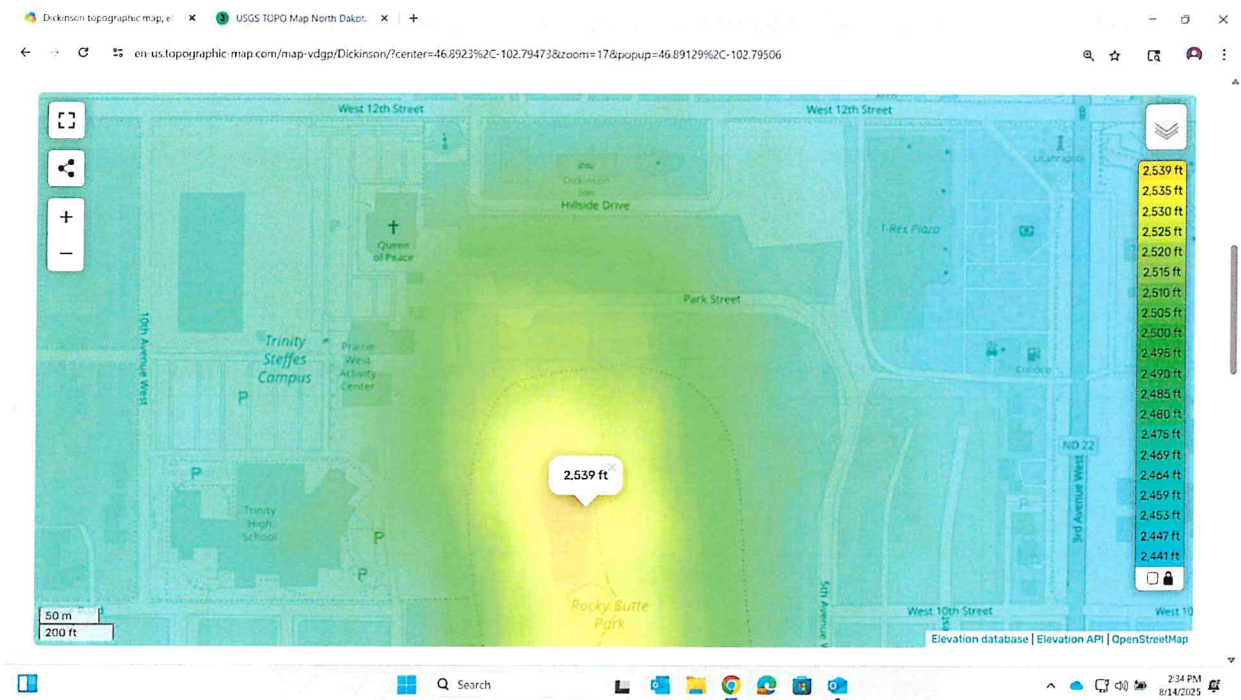 Dickinson topographic map, e
USGS TOPO Map North Dakot.
en-us.topographic-map.com/map-vdgp/Dickinson/?center=46.8923%2C-102.79473&zoom=17&popup=46.89129%2C-102.79506
West 12th Street
West 12th Street
Utahraptor
Dickinson
Inn
Hillside Drive
Queen
of Peace
T-Rex Plaza
Park Street
10th Avenue West
Trinity
Steffes
Campus
Prairie
West
Activity
Center
P
P
Conoco
2,539 ft
ND 22
3rd Avenue West
Trinity
High
School
P
P
P
P
Rocky Butte
Park
5th Avenue W
West 10th Street
West 10
2,539 ft
2,535 ft
2,530 ft
2,525 ft
2,520 ft
2,515 ft
2,510 ft
2,505 ft
2,500 ft
2,495 ft
2,490 ft
2,485 ft
2,480 ft
2,475 ft
2,469 ft
2,464 ft
2,459 ft
2,453 ft
2,447 ft
2,441 ft
50 m
200 ft
Elevation database | Elevation API | OpenStreetMap
Search
2:34 PM
8/14/2025